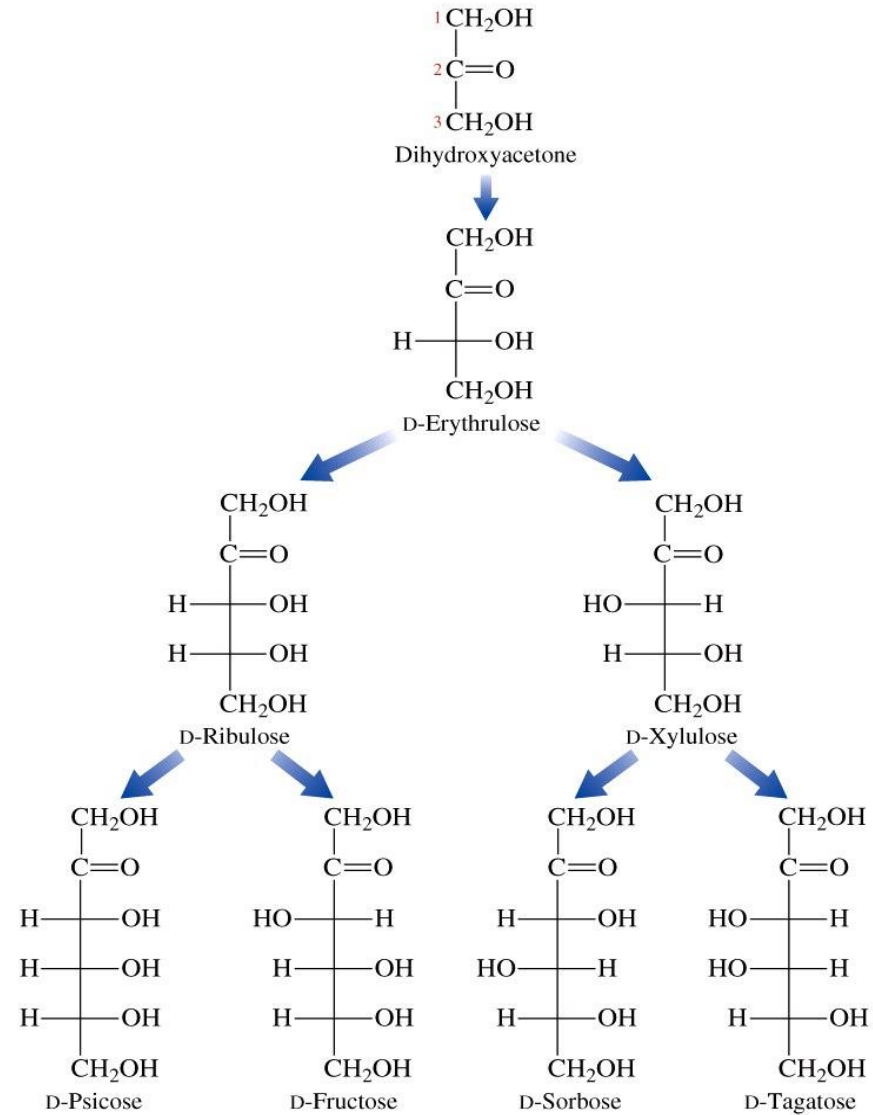 1 CH₂OH
2 C=O
3 CH₂OH
Dihydroxyacetone
CH₂OH
C=O
H OH
CH₂OH
D-Erythrulose
CH₂OH CH₂OH
C=O C=O
H OH HO H
H OH H OH
CH₂OH CH₂OH
D-Ribulose D-Xylulose
CH₂OH CH₂OH CH₂OH CH₂OH
C=O C=O C=O C=O
H OH HO H H OH HO H
H OH H OH HO H HO H
H OH H OH H OH H OH
CH₂OH CH₂OH CH₂OH CH₂OH
D-Psicose D-Fructose D-Sorbose D-Tagatose